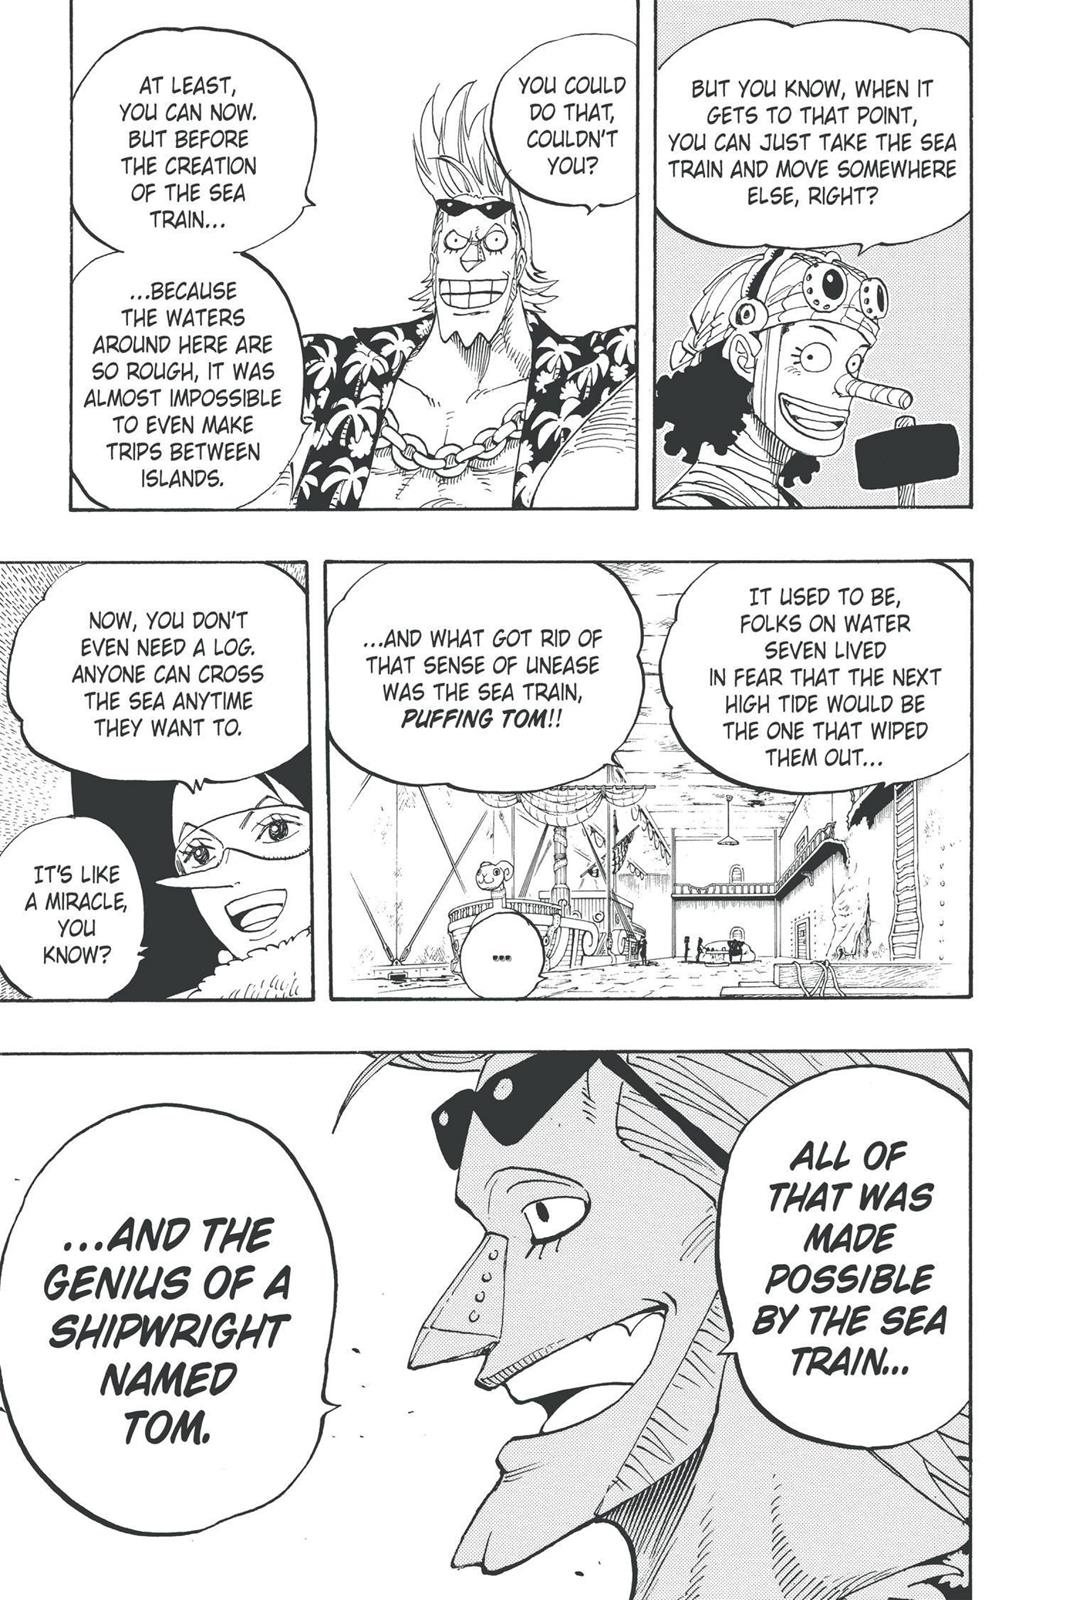 BUT YOU KNOW, WHEN IT
GETS TO THAT POINT,
YOU CAN JUST TAKE THE SEA
TRAIN AND MOVE SOMEWHERE
ELSE, RIGHT?
YOU COULD
DO THAT,
COULDN'T
YOU?
AT LEAST,
YOU CAN NOW.
BUT BEFORE
THE CREATION
OF THE SEA
TRAIN...
...BECAUSE
THE WATERS
AROUND HERE ARE
SO ROUGH, IT WAS
ALMOST IMPOSSIBLE
TO EVEN MAKE
TRIPS BETWEEN
ISLANDS.
IT USED TO BE,
FOLKS ON WATER
SEVEN LIVED
IN FEAR THAT THE NEXT
HIGH TIDE WOULD BE
THE ONE THAT WIPED
THEM OUT...
...AND WHAT GOT RID OF
THAT SENSE OF UNEASE
WAS THE SEA TRAIN,
PUFFING TOM!!
...
NOW, YOU DON'T
EVEN NEED A LOG.
ANYONE CAN CROSS
THE SEA ANYTIME
THEY WANT TO.
IT'S LIKE
A MIRACLE,
YOU
KNOW?
ALL OF
THAT WAS
MADE
POSSIBLE
BY THE SEA
TRAIN...
...AND THE
GENIUS OF A
SHIPWRIGHT
NAMED
TOM.